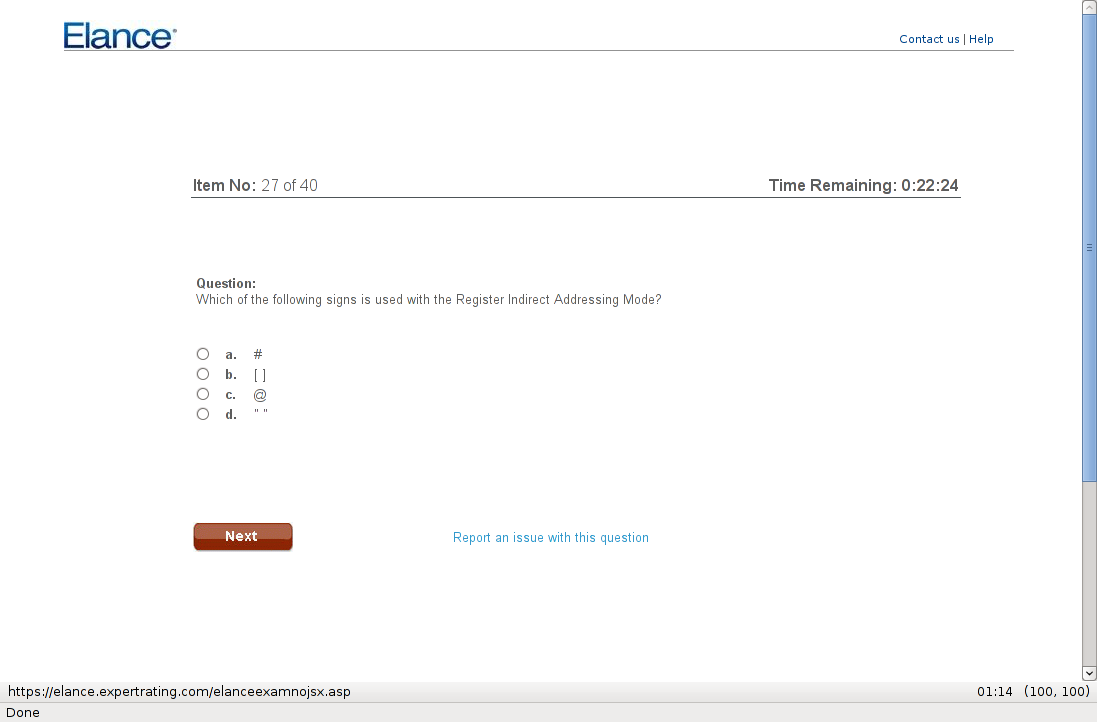 Elance®
Contact us | Help
Item No: 27 of 40
Time Remaining: 0:22:24
Question:
Which of the following signs is used with the Register Indirect Addressing Mode?
a. #
b. [ ]
c. @
d. " "
Next
Report an issue with this question
https://elance.expertrating.com/elanceexamnojsx.asp
01:14 (100, 100)
Done